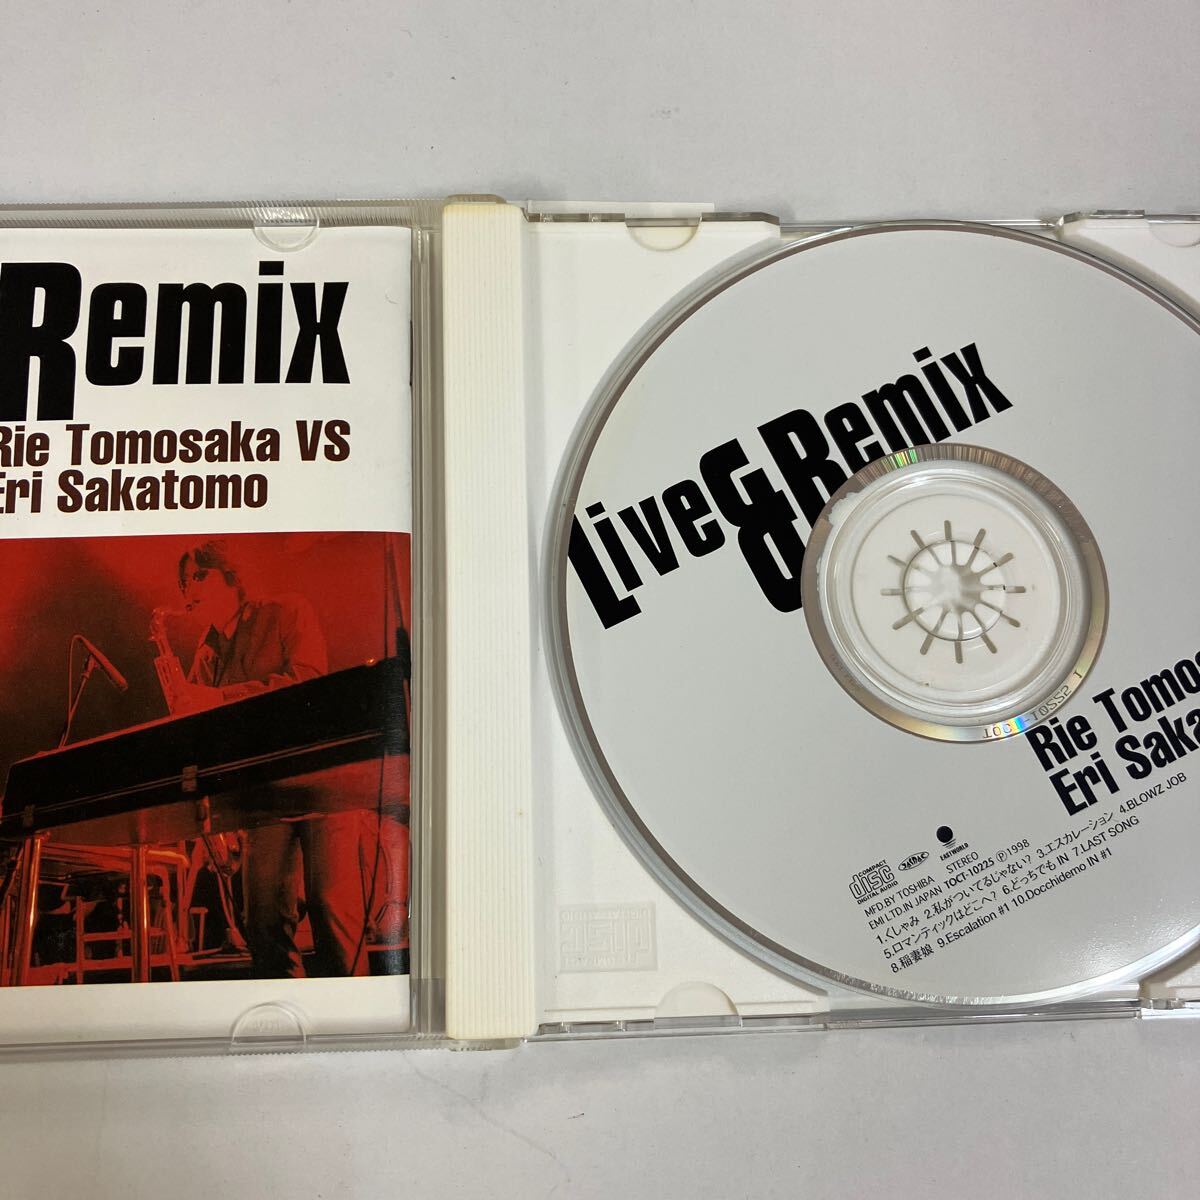 Remix
Rie Tomosaka VS
Eri Sakatomo
Live&Remix
TOCT-10225 1
Rie Tomos
Eri Saka
COMPACT
disc
DIGITAL AUDIO
EASTWORLD
STEREO
MFD.BY TOSHIBA
EMI LTD.IN JAPAN TOCT-10225 Ⓟ1998
1.くしゃみ 2.私がついてるじゃない? 3.エスカレーション 4.BLOWZ JOB
5.ロマンティックはどこへ? 6.どっちでも IN 7.LAST SONG
8.稲妻娘 9.Escalation #1 10.Docchidemo IN #1